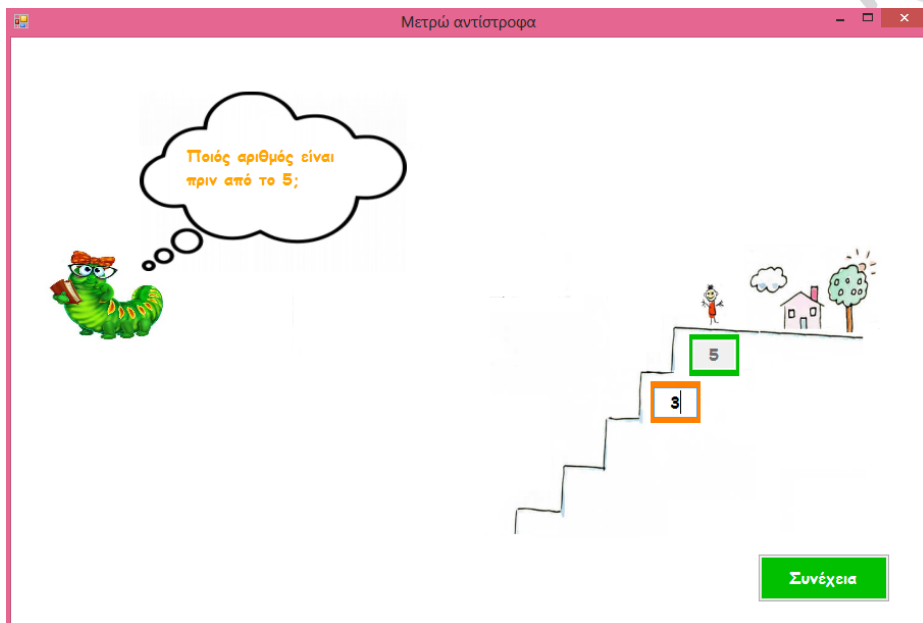 Μετρώ αντίστροφα
Ποιός αριθμός είναι
πριν από το 5;
5
3
Συνέχεια